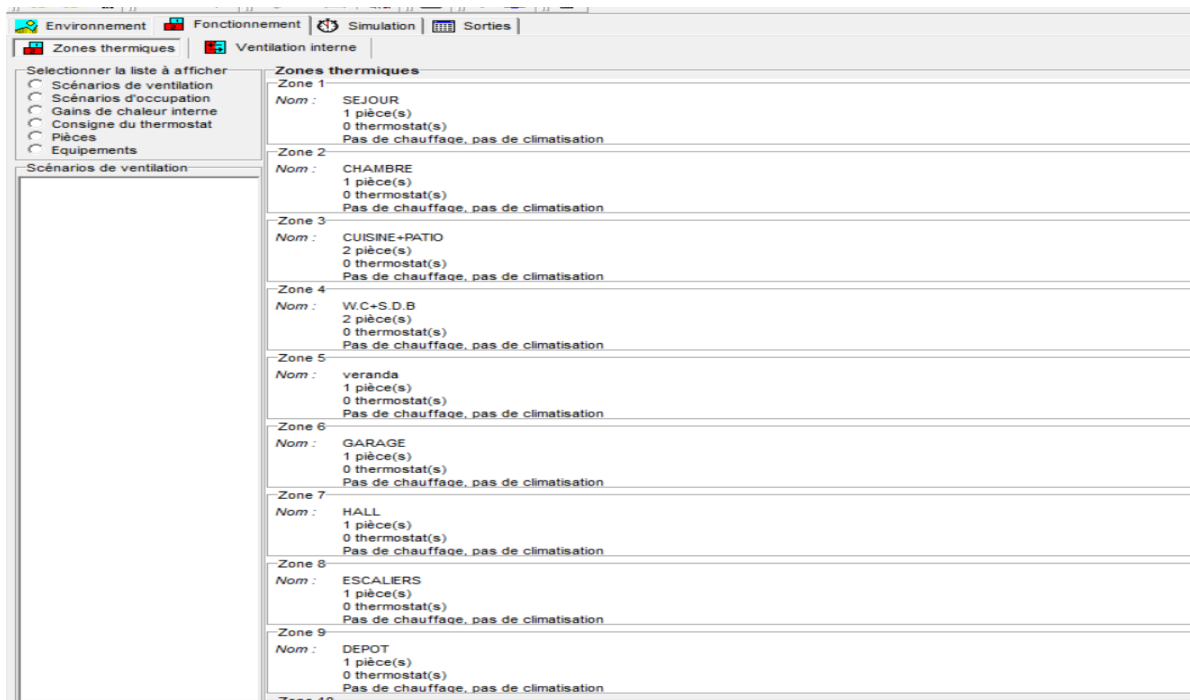 Environnement Fonctionnement Simulation Sorties
Zones thermiques Ventilation interne
Selectionner la liste à afficher
Scénarios de ventilation
Scénarios d'occupation
Gains de chaleur interne
Consigne du thermostat
Pièces
Equipements
Scénarios de ventilation
Zones thermiques
Zone 1
Nom : SEJOUR
1 pièce(s)
0 thermostat(s)
Pas de chauffage, pas de climatisation
Zone 2
Nom : CHAMBRE
1 pièce(s)
0 thermostat(s)
Pas de chauffage, pas de climatisation
Zone 3
Nom : CUISINE+PATIO
2 pièce(s)
0 thermostat(s)
Pas de chauffage, pas de climatisation
Zone 4
Nom : W.C+S.D.B
2 pièce(s)
0 thermostat(s)
Pas de chauffage, pas de climatisation
Zone 5
Nom : veranda
1 pièce(s)
0 thermostat(s)
Pas de chauffage, pas de climatisation
Zone 6
Nom : GARAGE
1 pièce(s)
0 thermostat(s)
Pas de chauffage, pas de climatisation
Zone 7
Nom : HALL
1 pièce(s)
0 thermostat(s)
Pas de chauffage, pas de climatisation
Zone 8
Nom : ESCALIERS
1 pièce(s)
0 thermostat(s)
Pas de chauffage, pas de climatisation
Zone 9
Nom : DEPOT
1 pièce(s)
0 thermostat(s)
Pas de chauffage, pas de climatisation
Zone 10